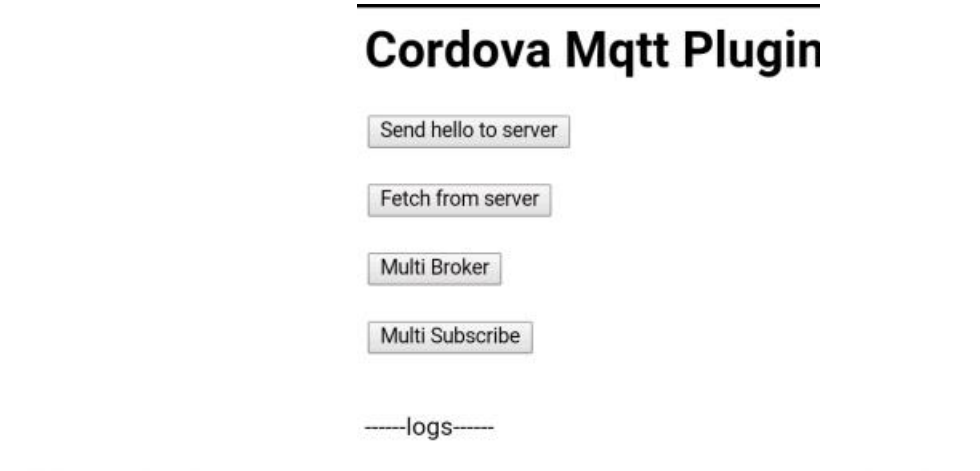 Cordova Mqtt Plugin
Send hello to server
Fetch from server
Multi Broker
Multi Subscribe
------logs------